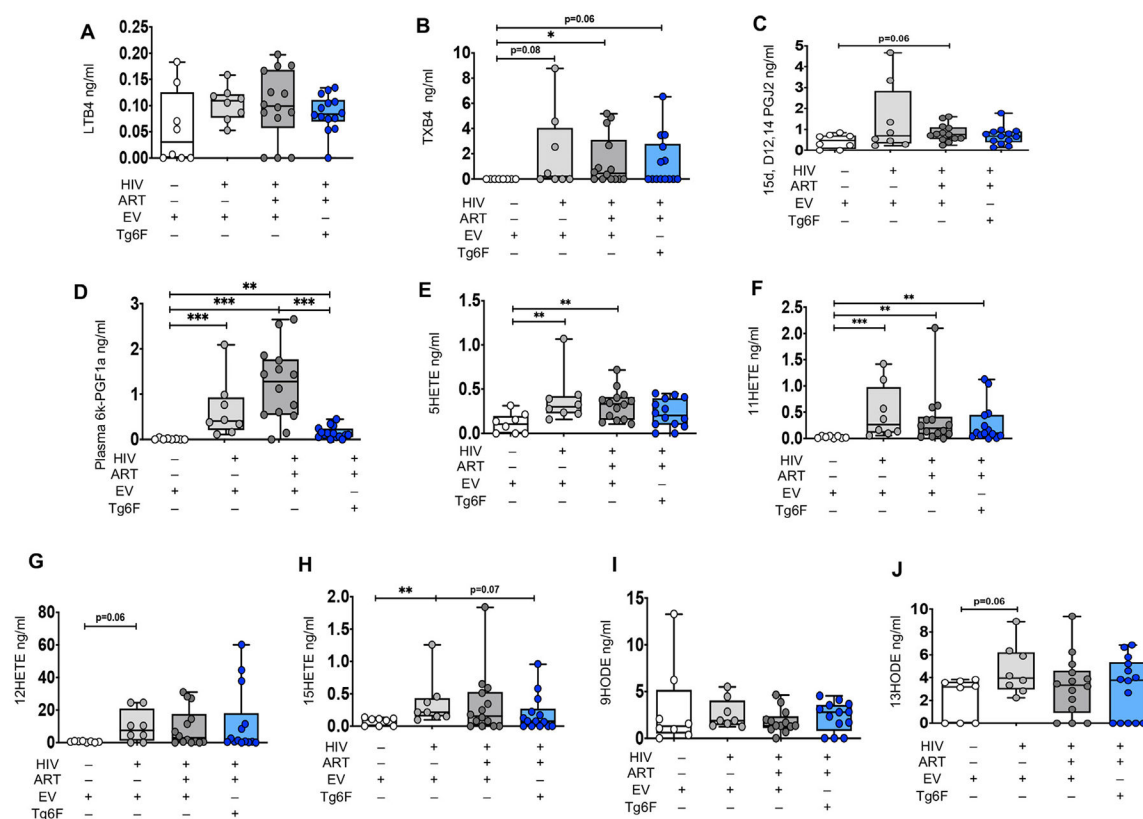 A
LTB4 ng/ml
0.25
0.20
0.15
0.10
0.05
0.00
HIV – + + +
ART – – + +
EV + + + –
Tg6F – – – +
B
TXB4 ng/ml
10
8
6
4
2
0
p=0.06
*
p=0.08
HIV – + + +
ART – – + +
EV + + + –
Tg6F – – – +
C
15d, D12,14 PGJ2 ng/ml
5
4
3
2
1
0
p=0.06
HIV – + + +
ART – – + +
EV + + + –
Tg6F – – – +
D
Plasma 6k-PGF1a ng/ml
3
2
1
0
**
*** ***
***
HIV – + + +
ART – – + +
EV + + + –
Tg6F – – – +
E
5HETE ng/ml
1.5
1.0
0.5
0.0
**
**
HIV – + + +
ART – – + +
EV + + + –
Tg6F – – – +
F
11HETE ng/ml
2.5
2.0
1.5
1.0
0.5
0.0
**
**
***
HIV – + + +
ART – – + +
EV + + + –
Tg6F – – – +
G
12HETE ng/ml
80
60
40
20
0
p=0.06
HIV – + + +
ART – – + +
EV + + + –
Tg6F – – – +
H
15HETE ng/ml
2.0
1.5
1.0
0.5
0.0
** p=0.07
HIV – + + +
ART – – + +
EV + + + –
Tg6F – – – +
I
9HODE ng/ml
15
10
5
0
HIV – + + +
ART – – + +
EV + + + –
Tg6F – – – +
J
13HODE ng/ml
15
10
5
0
p=0.06
HIV – + + +
ART – – + +
EV + + + –
Tg6F – – – +